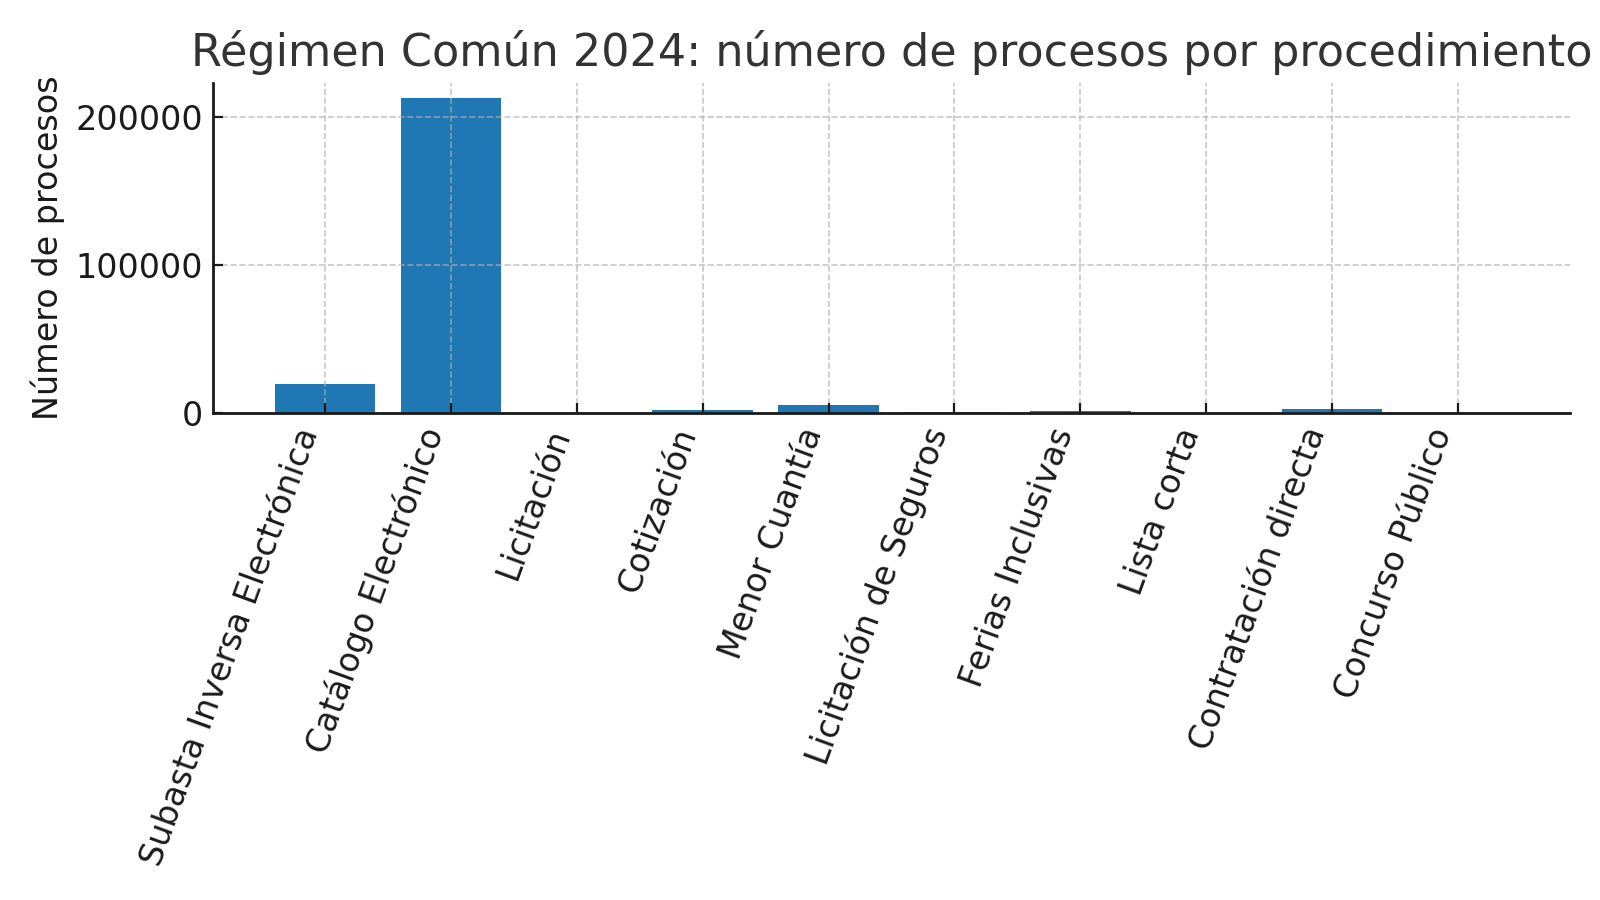 Régimen Común 2024: número de procesos por procedimiento
Número de procesos
200000
100000
0
Subasta Inversa Electrónica
Catálogo Electrónico
Licitación
Cotización
Menor Cuantía
Licitación de Seguros
Ferias Inclusivas
Lista corta
Contratación directa
Concurso Público